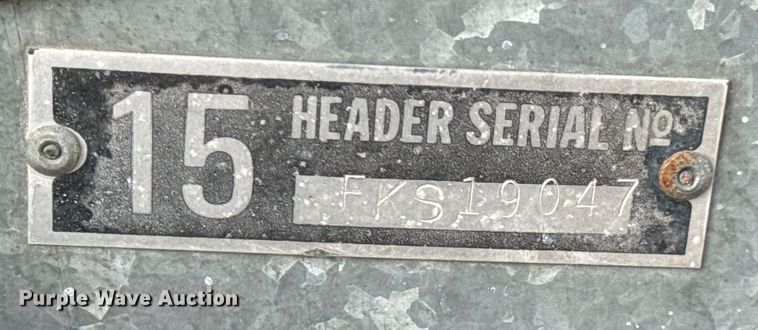 15 HEADER SERIAL No
FKS19047
Purple Wave Auction